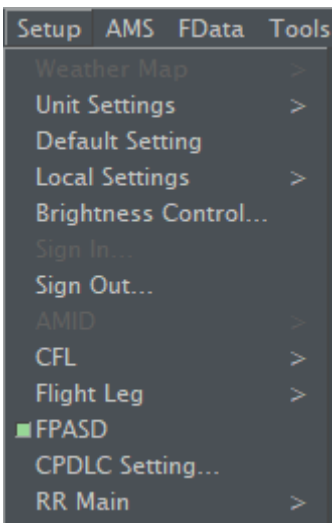 Setup AMS FData Tools
Weather Map >
Unit Settings >
Default Setting
Local Settings >
Brightness Control...
Sign In...
Sign Out...
AMID >
CFL >
Flight Leg >
FPASD
CPDLC Setting...
RR Main >